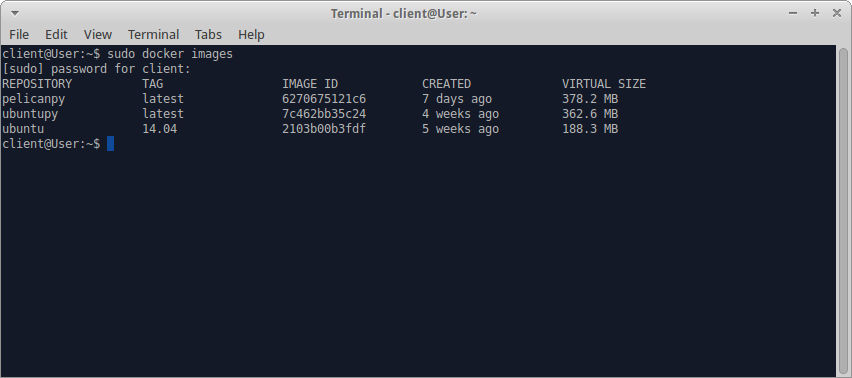 Terminal - client@User: ~
File Edit View Terminal Tabs Help
client@User:~$ sudo docker images
[sudo] password for client:
REPOSITORY TAG IMAGE ID CREATED VIRTUAL SIZE
pelicanpy latest 6270675121c6 7 days ago 378.2 MB
ubuntupy latest 7c462bb35c24 4 weeks ago 362.6 MB
ubuntu 14.04 2103b00b3fdf 5 weeks ago 188.3 MB
client@User:~$